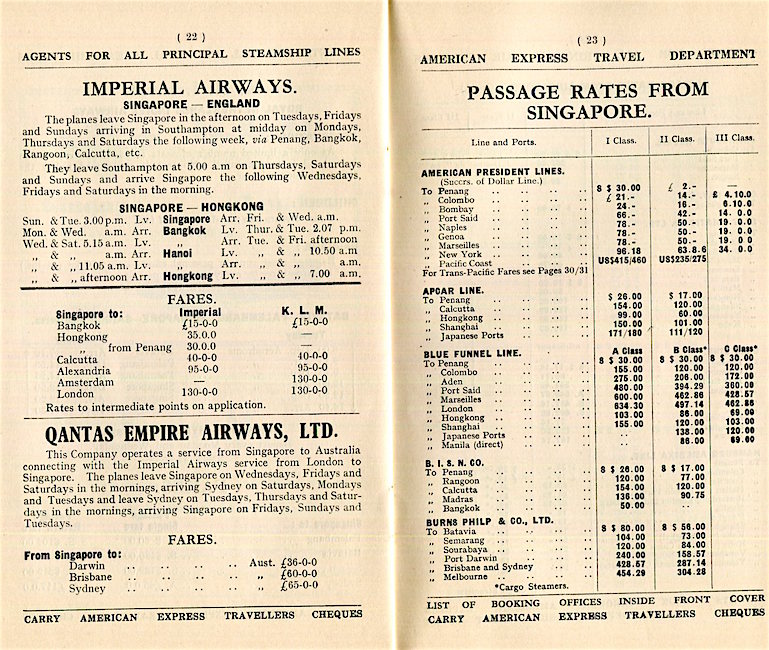 ( 22 )
AGENTS FOR ALL PRINCIPAL STEAMSHIP LINES
IMPERIAL AIRWAYS.
SINGAPORE — ENGLAND
The planes leave Singapore in the afternoon on Tuesdays, Fridays
and Sundays arriving in Southampton at midday on Mondays,
Thursdays and Saturdays the following week, via Penang, Bangkok,
Rangoon, Calcutta, etc.
They leave Southampton at 5.00 a.m on Thursdays, Saturdays
and Sundays and arrive Singapore the following Wednesdays,
Fridays and Saturdays in the morning.
SINGAPORE — HONGKONG
Sun. & Tue. 3.00 p.m. Lv. Singapore Arr. Fri. & Wed. a.m.
Mon. & Wed. a.m. Arr. Bangkok Lv. Thur. & Tue. 2.07 p.m.
Wed. & Sat. 5.15 a.m. Lv. „ Arr. Tue. & Fri. afternoon
„ & „ a.m. Arr. Hanoi Lv. „ & „ 10.50 a.m
„ & „ 11.05 a.m. Lv. „ Arr. „ & „ a.m.
„ & „ afternoon Arr. Hongkong Lv. „ & „ 7.00 a.m.
FARES.
Singapore to: Imperial K. L. M.
Bangkok £15-0-0 £15-0-0
Hongkong 35.0.0 —
„ from Penang 30.0.0 —
Calcutta 40-0-0 40-0-0
Alexandria 95-0-0 95-0-0
Amsterdam — 130-0-0
London 130-0-0 130-0-0
Rates to intermediate points on application.
QANTAS EMPIRE AIRWAYS, LTD.
This Company operates a service from Singapore to Australia
connecting with the Imperial Airways service from London to
Singapore. The planes leave Singapore on Wednesdays, Fridays and
Saturdays in the mornings, arriving Sydney on Saturdays, Mondays
and Tuesdays and leave Sydney on Tuesdays, Thursdays and Satur-
days in the mornings, arriving Singapore on Fridays, Sundays and
Tuesdays.
FARES.
From Singapore to:
Darwin .. .. .. .. Aust. £36-0-0
Brisbane .. .. .. .. „ £60-0-0
Sydney .. .. .. .. „ £65-0-0
CARRY AMERICAN EXPRESS TRAVELLERS CHEQUES
( 23 )
AMERICAN EXPRESS TRAVEL DEPARTMENT
PASSAGE RATES FROM
SINGAPORE.
Line and Ports. I Class. II Class. III Class.
AMERICAN PRESIDENT LINES.
(Succrs. of Dollar Line.)
To Penang .. .. .. .. S $ 30.00 £ 2.- —
„ Colombo .. .. .. .. £ 21.- 14.- £ 4.10.0
„ Bombay .. .. .. .. 24.- 16.- 6.10.0
„ Port Said .. .. .. .. 66.- 42.- 14. 0.0
„ Naples .. .. .. .. 78.- 50.- 19. 0.0
„ Genoa .. .. .. .. 78.- 50.- 19. 0.0
„ Marseilles .. .. .. .. 78.- 50.- 19. 0 0
„ New York .. .. .. .. 96.18 63.8.6 34. 0.0
„ Pacific Coast .. .. .. US$415/460 US$235/275
For Trans-Pacific Fares see Pages 30/31
APCAR LINE.
To Penang .. .. .. .. $ 26.00 $ 17.00
„ Calcutta .. .. .. .. 154.00 120.00
„ Hongkong .. .. .. .. 99.00 60.00
„ Shanghai .. .. .. .. 150.00 101.00
„ Japanese Ports .. .. .. 171/180 111/120
BLUE FUNNEL LINE. A Class B Class* C Class*
To Penang .. .. .. .. S $ 30.00 S $ 30.00 S $ 30.00
„ Colombo .. .. .. .. 155.00 120.00 120.00
„ Aden .. .. .. .. 275.00 206.00 172.00
„ Port Said .. .. .. .. 480.00 394.29 360.00
„ Marseilles .. .. .. .. 600.00 462.86 428.57
„ London .. .. .. .. 634.30 497.14 462.86
„ Hongkong .. .. .. .. 103.00 86.00 69.00
„ Shanghai .. .. .. .. 155.00 120.00 103.00
„ Japanese Ports .. .. .. .. 138.00 120.00
„ Manila (direct) .. .. .. .. 86.00 69.00
B. I. S. N. CO.
To Penang .. .. .. .. S $ 26.00 S $ 17.00
„ Rangoon .. .. .. .. 120.00 77.00
„ Calcutta .. .. .. .. 154.00 120.00
„ Madras .. .. .. .. 136.00 90.75
„ Bangkok .. .. .. .. 50.00 ..
BURNS PHILP & CO., LTD.
To Batavia .. .. .. .. S $ 80.00 S $ 56.00
„ Semarang .. .. .. .. 104.00 73.00
„ Sourabaya .. .. .. .. 120.00 84.00
„ Port Darwin .. .. .. .. 240.00 158.57
„ Brisbane and Sydney .. .. .. 428.57 287.14
„ Melbourne .. .. .. .. 454.29 304.28
*Cargo Steamers.
LIST OF BOOKING OFFICES INSIDE FRONT COVER
CARRY AMERICAN EXPRESS TRAVELLERS CHEQUES